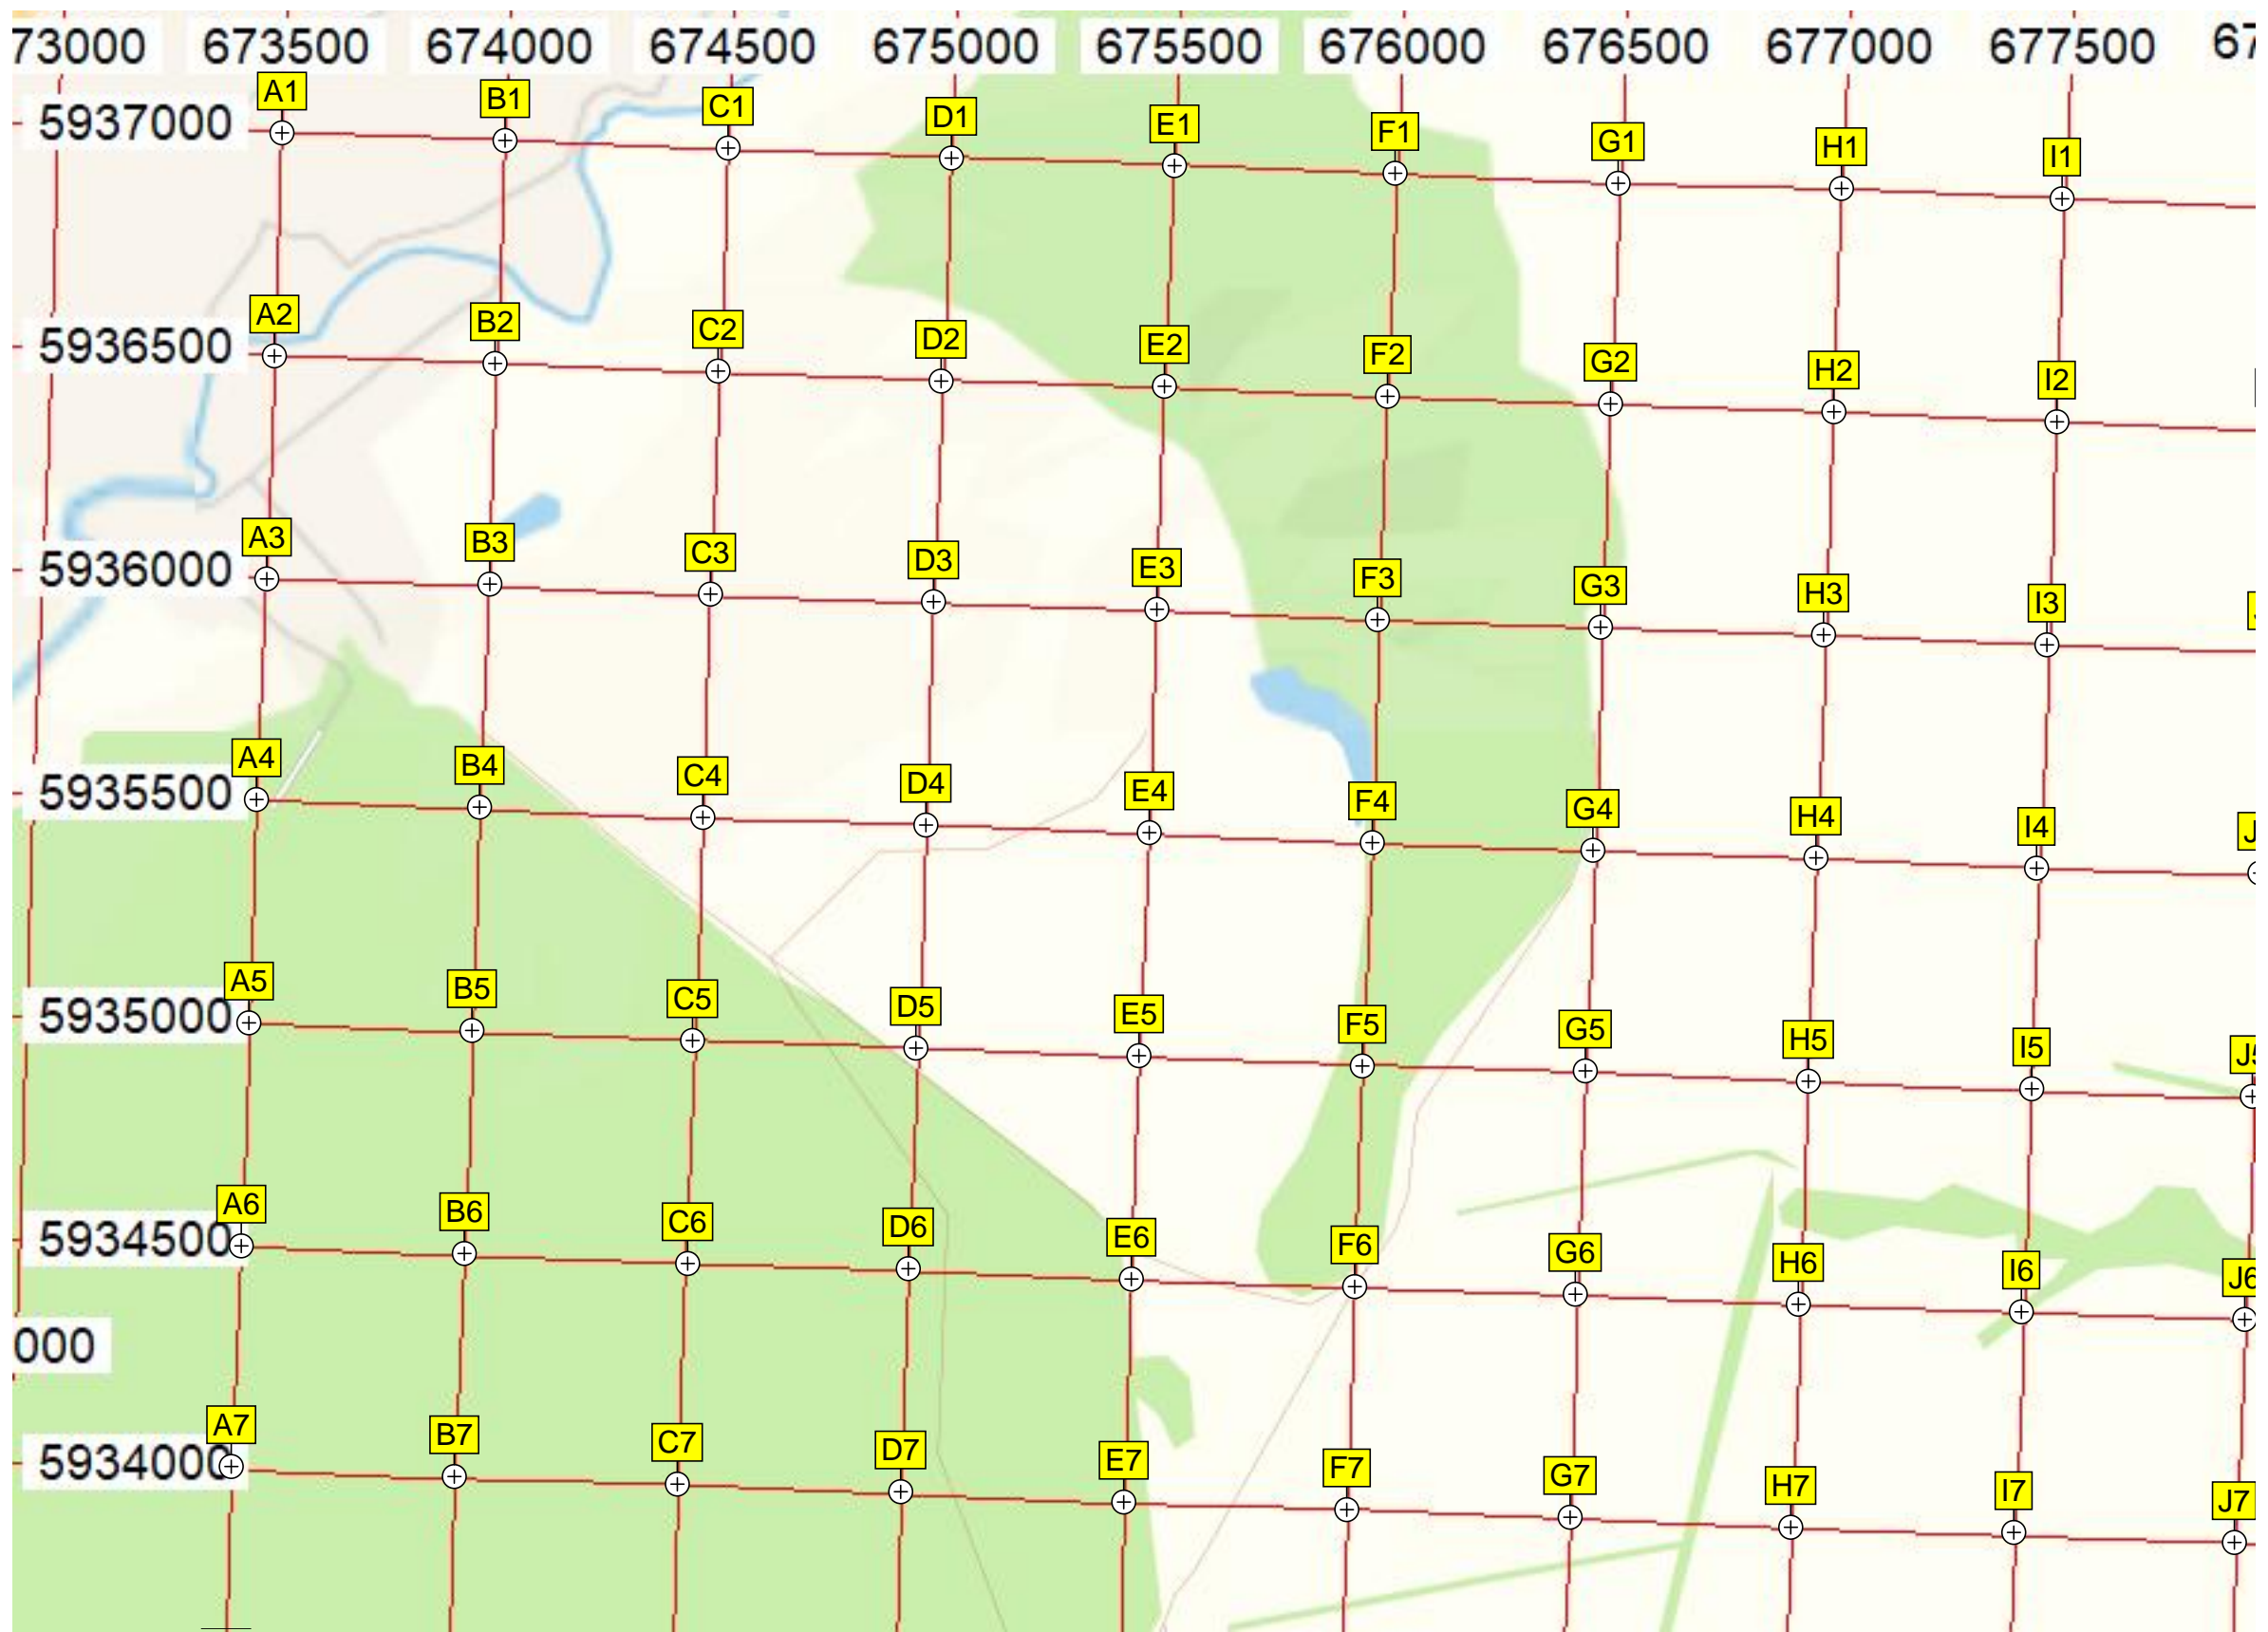 73000 673500 674000 674500 675000 675500 676000 676500 677000 677500 67
A1 B1 C1 D1 E1 F1 G1 H1 I1
5937000
A2 B2 C2 D2 E2 F2 G2 H2 I2
5936500
A3 B3 C3 D3 E3 F3 G3 H3 I3
5936000
A4 B4 C4 D4 E4 F4 G4 H4 I4 J
5935500
A5 B5 C5 D5 E5 F5 G5 H5 I5 J5
5935000
A6 B6 C6 D6 E6 F6 G6 H6 I6 J6
5934500
000
A7 B7 C7 D7 E7 F7 G7 H7 I7 J7
5934000